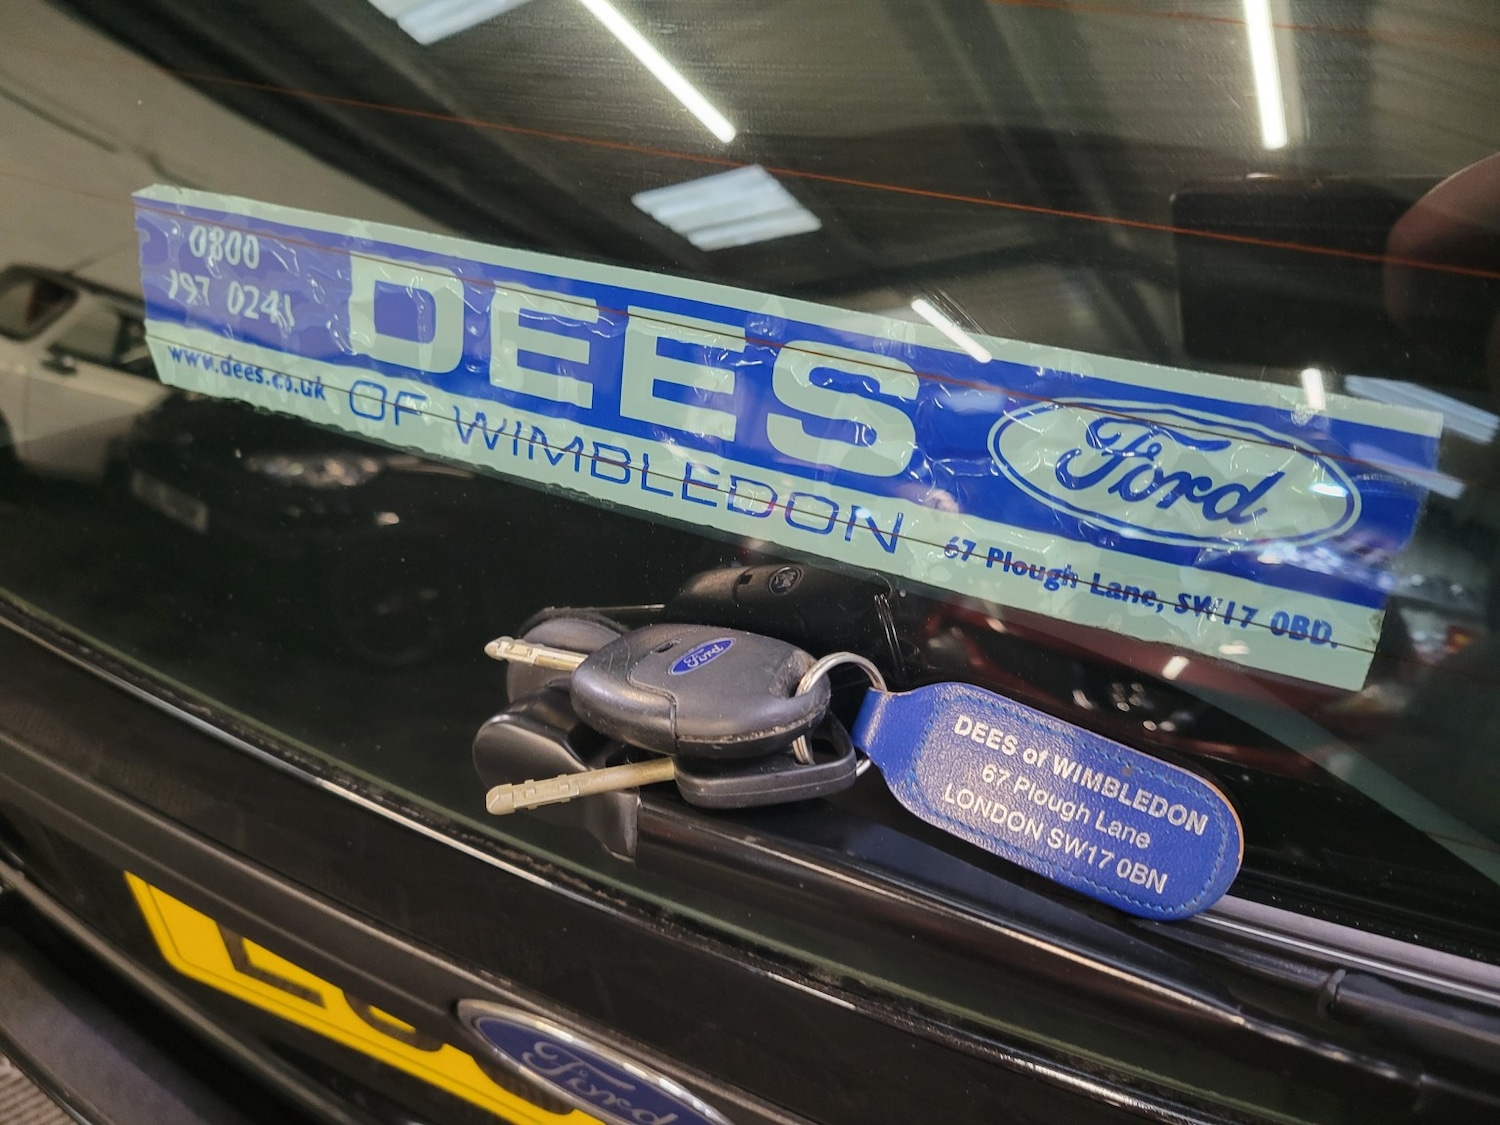 0800
197 0241
www.dees.co.uk
DEES
OF WIMBLEDON
Ford
67 Plough Lane, SW17 0BD.
Ford
DEES of WIMBLEDON
67 Plough Lane
LONDON SW17 0BN
Ford